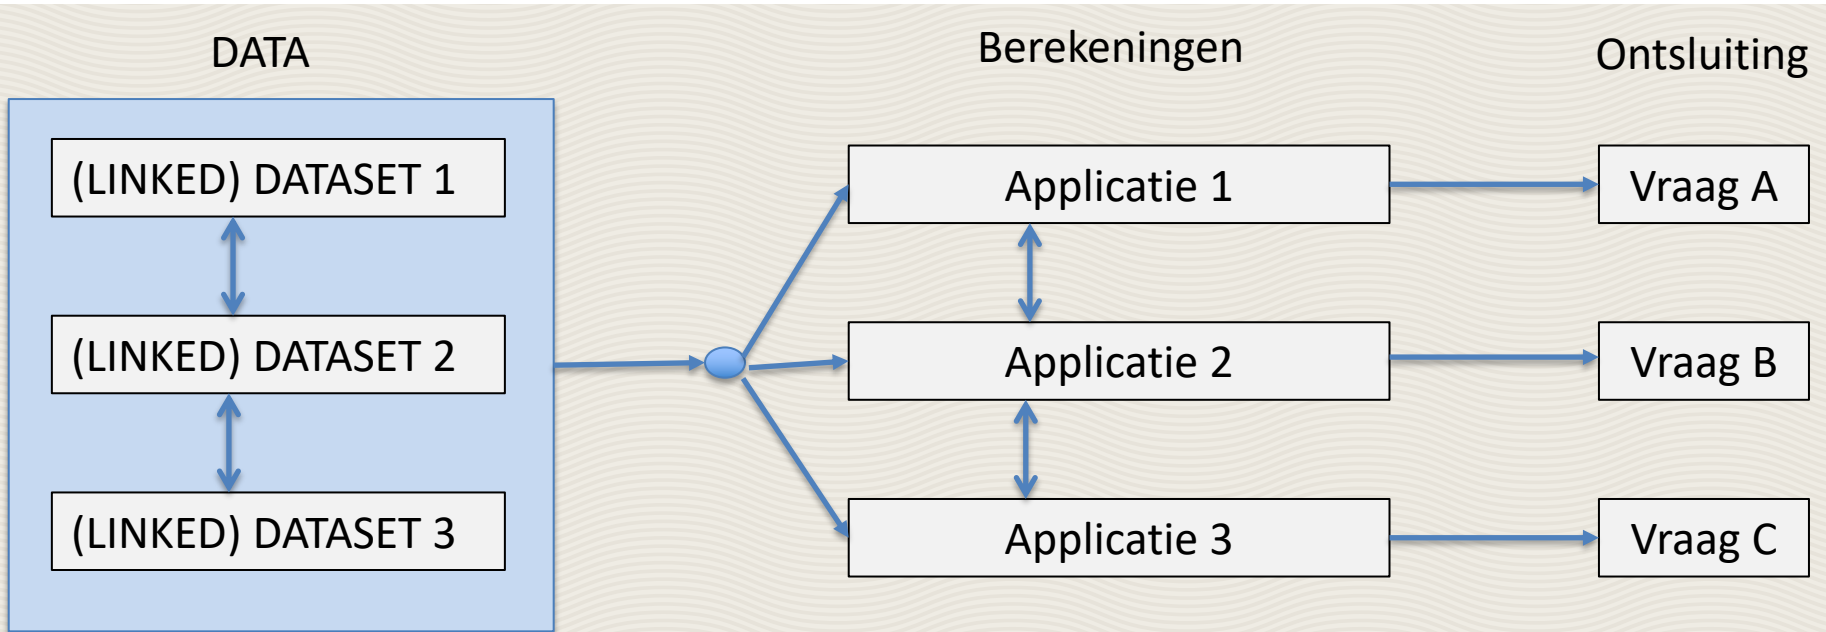 DATA
Berekeningen
Ontsluiting
(LINKED) DATASET 1
Applicatie 1
Vraag A
(LINKED) DATASET 2
Applicatie 2
Vraag B
(LINKED) DATASET 3
Applicatie 3
Vraag C